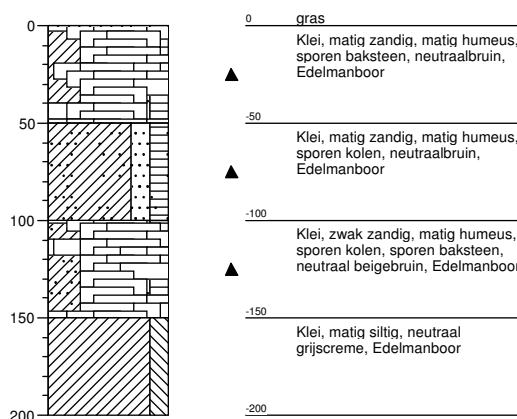 0
50
100
150
200
0 gras
Klei, matig zandig, matig humeus,
sporen baksteen, neutraalbruin,
Edelmanboor
-50
Klei, matig zandig, matig humeus,
sporen kolen, neutraalbruin,
Edelmanboor
-100
Klei, zwak zandig, matig humeus,
sporen kolen, sporen baksteen,
neutraal beigebruin, Edelmanboor
-150
Klei, matig siltig, neutraal
grijscreme, Edelmanboor
-200